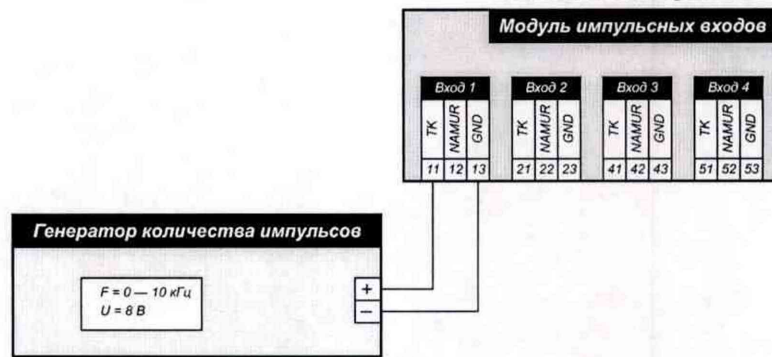 Модуль импульсных входов
Вход 1 Вход 2 Вход 3 Вход 4
ТК NAMUR GND ТК NAMUR GND ТК NAMUR GND ТК NAMUR GND
11 12 13 21 22 23 41 42 43 51 52 53
Генератор количества импульсов
F = 0 — 10 кГц
U = 8 В
+
–